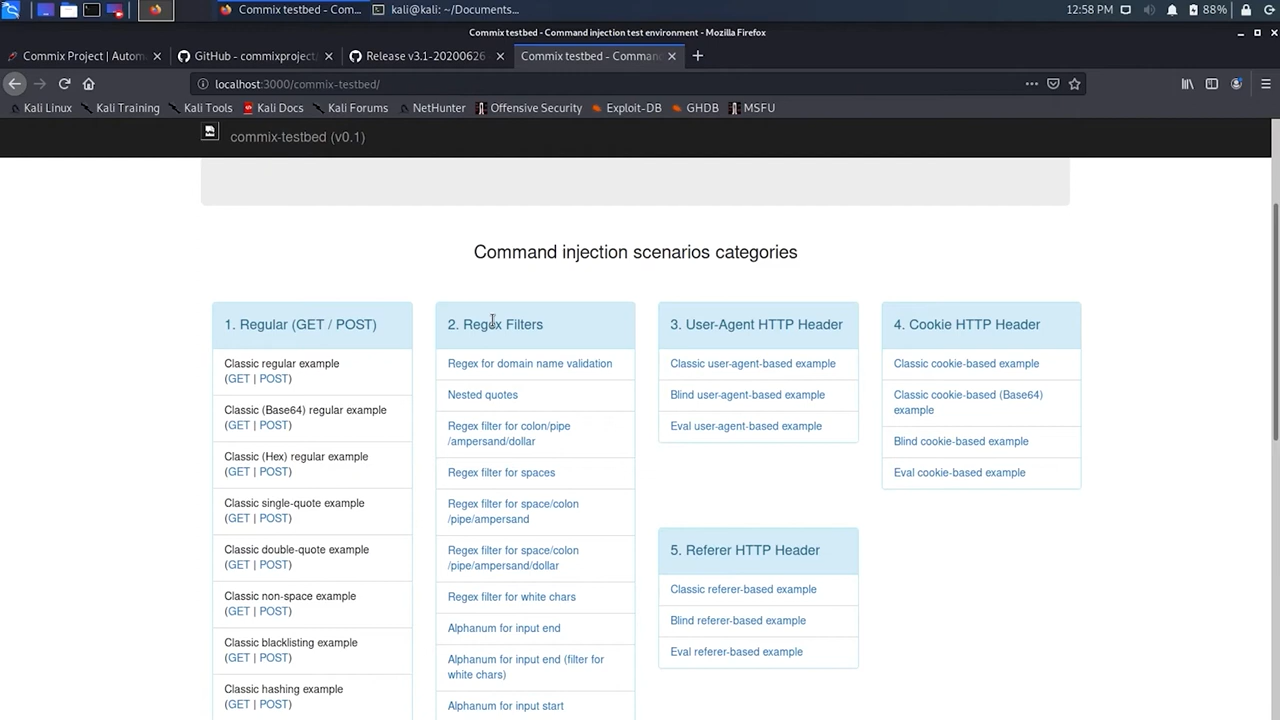 Commix testbed - Com...
kali@kali: ~/Documents...
12:58 PM
88%
Commix testbed - Command injection test environment - Mozilla Firefox
Commix Project | Autom
GitHub - commixproject/
Release v3.1-20200626
Commix testbed - Command
localhost:3000/commix-testbed/
Kali Linux
Kali Training
Kali Tools
Kali Docs
Kali Forums
NetHunter
Offensive Security
Exploit-DB
GHDB
MSFU
commix-testbed (v0.1)
Command injection scenarios categories
1. Regular (GET / POST)
Classic regular example
(GET | POST)
Classic (Base64) regular example
(GET | POST)
Classic (Hex) regular example
(GET | POST)
Classic single-quote example
(GET | POST)
Classic double-quote example
(GET | POST)
Classic non-space example
(GET | POST)
Classic blacklisting example
(GET | POST)
Classic hashing example
(GET | POST)
2. Regex Filters
Regex for domain name validation
Nested quotes
Regex filter for colon/pipe
/ampersand/dollar
Regex filter for spaces
Regex filter for space/colon
/pipe/ampersand
Regex filter for space/colon
/pipe/ampersand/dollar
Regex filter for white chars
Alphanum for input end
Alphanum for input end (filter for
white chars)
Alphanum for input start
3. User-Agent HTTP Header
Classic user-agent-based example
Blind user-agent-based example
Eval user-agent-based example
4. Cookie HTTP Header
Classic cookie-based example
Classic cookie-based (Base64)
example
Blind cookie-based example
Eval cookie-based example
5. Referer HTTP Header
Classic referer-based example
Blind referer-based example
Eval referer-based example